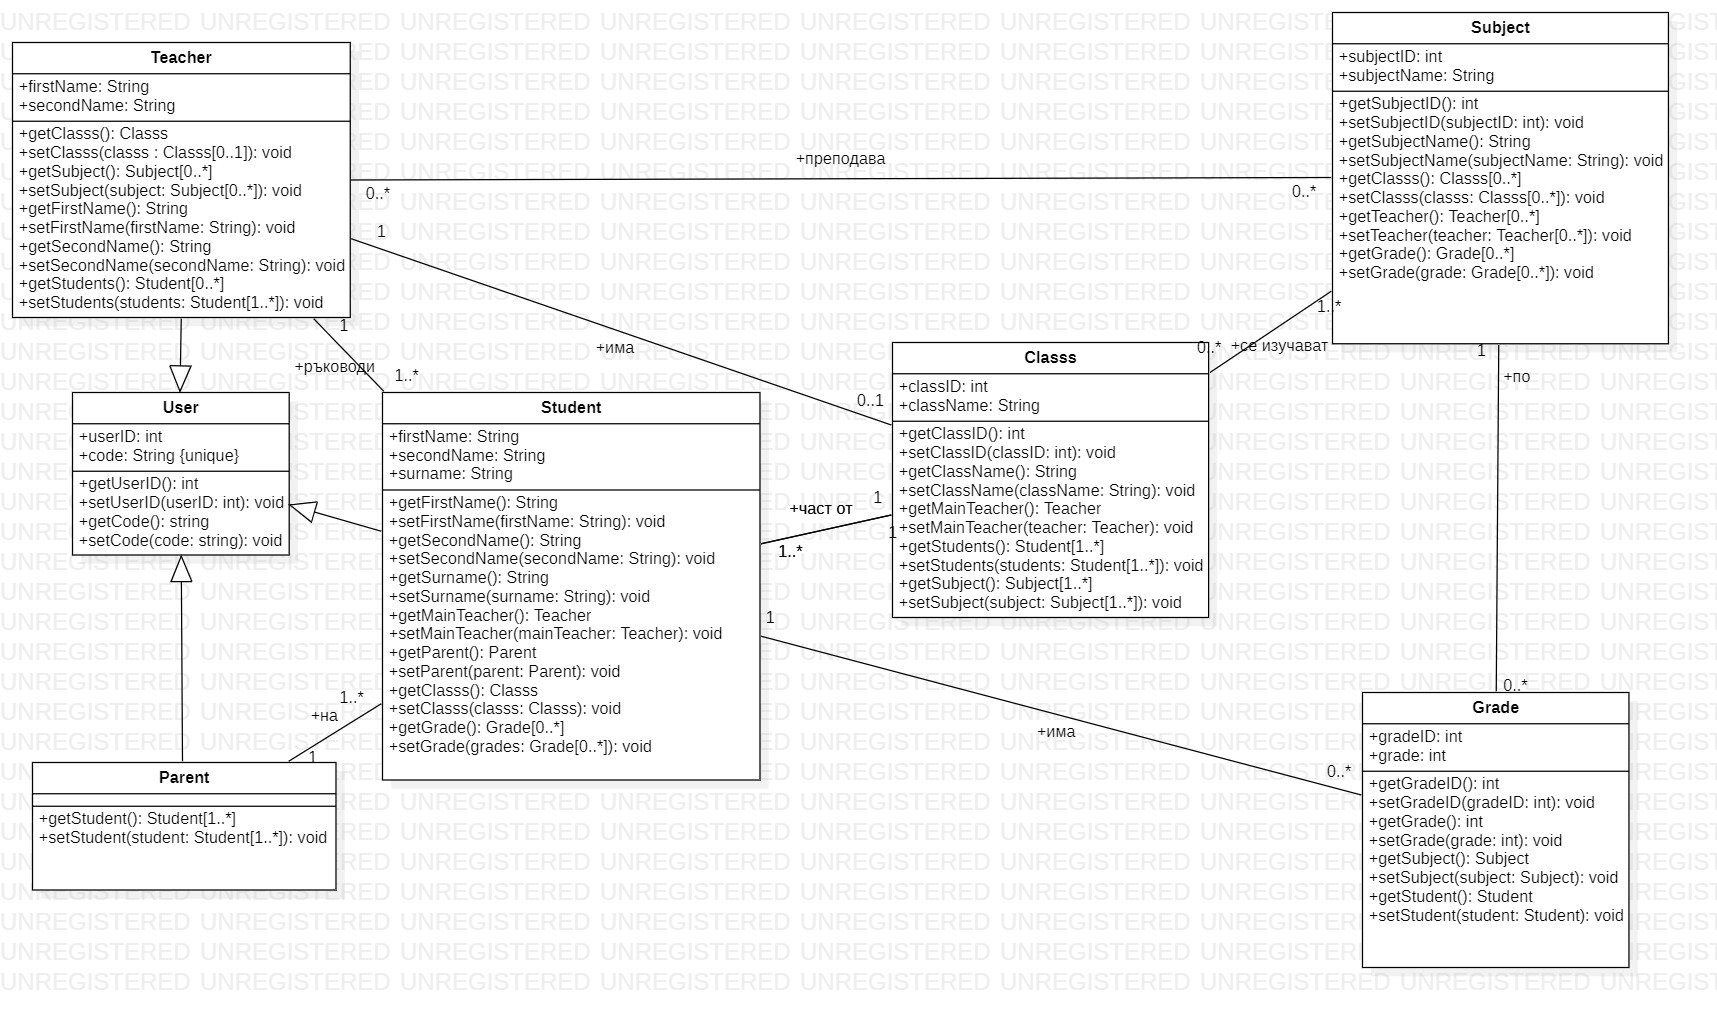 Teacher
+firstName: String
+secondName: String
+getClasss(): Classs
+setClasss(classs : Classs[0..1]): void
+getSubject(): Subject[0..*]
+setSubject(subject: Subject[0..*]): void
+getFirstName(): String
+setFirstName(firstName: String): void
+getSecondName(): String
+setSecondName(secondName: String): void
+getStudents(): Student[0..*]
+setStudents(students: Student[1..*]): void
+преподава
0..*
0..*
Subject
+subjectID: int
+subjectName: String
+getSubjectID(): int
+setSubjectID(subjectID: int): void
+getSubjectName(): String
+setSubjectName(subjectName: String): void
+getClasss(): Classs[0..*]
+setClasss(classs: Classs[0..*]): void
+getTeacher(): Teacher[0..*]
+setTeacher(teacher: Teacher[0..*]): void
+getGrade(): Grade[0..*]
+setGrade(grade: Grade[0..*]): void
1
+има
0..1
1
+ръководи
1..*
1..*
0..*
+се изучават
1
+по
0..*
User
+userID: int
+code: String {unique}
+getUserID(): int
+setUserID(userID: int): void
+getCode(): string
+setCode(code: string): void
Student
+firstName: String
+secondName: String
+surname: String
+getFirstName(): String
+setFirstName(firstName: String): void
+getSecondName(): String
+setSecondName(secondName: String): void
+getSurname(): String
+setSurname(surname: String): void
+getMainTeacher(): Teacher
+setMainTeacher(mainTeacher: Teacher): void
+getParent(): Parent
+setParent(parent: Parent): void
+getClasss(): Classs
+setClasss(classs: Classs): void
+getGrade(): Grade[0..*]
+setGrade(grades: Grade[0..*]): void
Classs
+classID: int
+className: String
+getClassID(): int
+setClassID(classID: int): void
+getClassName(): String
+setClassName(className: String): void
+getMainTeacher(): Teacher
+setMainTeacher(teacher: Teacher): void
+getStudents(): Student[1..*]
+setStudents(students: Student[1..*]): void
+getSubject(): Subject[1..*]
+setSubject(subject: Subject[1..*]): void
1
+част от
1
1..*
1
+има
0..*
1..*
+на
1
Parent
+getStudent(): Student[1..*]
+setStudent(student: Student[1..*]): void
Grade
+gradeID: int
+grade: int
+getGradeID(): int
+setGradeID(gradeID: int): void
+getGrade(): int
+setGrade(grade: int): void
+getSubject(): Subject
+setSubject(subject: Subject): void
+getStudent(): Student
+setStudent(student: Student): void
UNREGISTERED